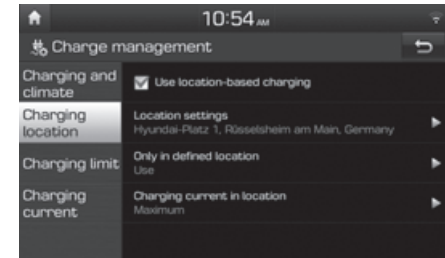 10:54 AM
Charge management
Charging and
climate
Use location-based charging
Charging
location
Location settings
Hyundai-Platz 1, Rüsselsheim am Main, Germany
Charging limit
Only in defined location
Use
Charging
current
Charging current in location
Maximum